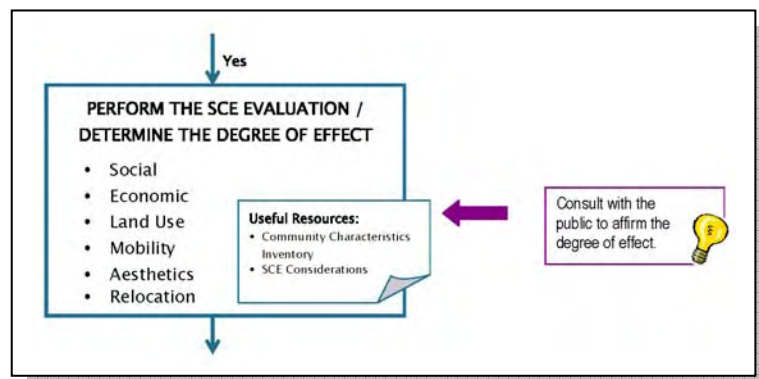 Yes
PERFORM THE SCE EVALUATION /
DETERMINE THE DEGREE OF EFFECT
• Social
• Economic
• Land Use
• Mobility
• Aesthetics
• Relocation
Useful Resources:
• Community Characteristics
Inventory
• SCE Considerations
Consult with the
public to affirm the
degree of effect.